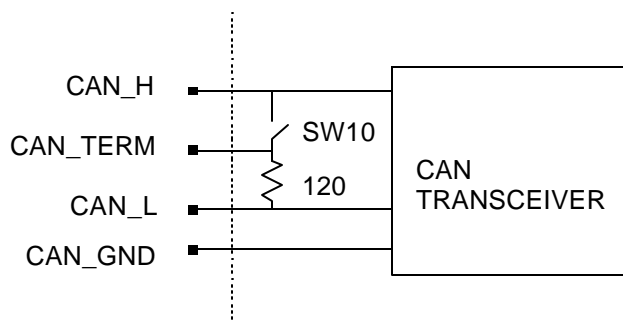 CAN_H
SW10
CAN_TERM
120
CAN
TRANSCEIVER
CAN_L
CAN_GND